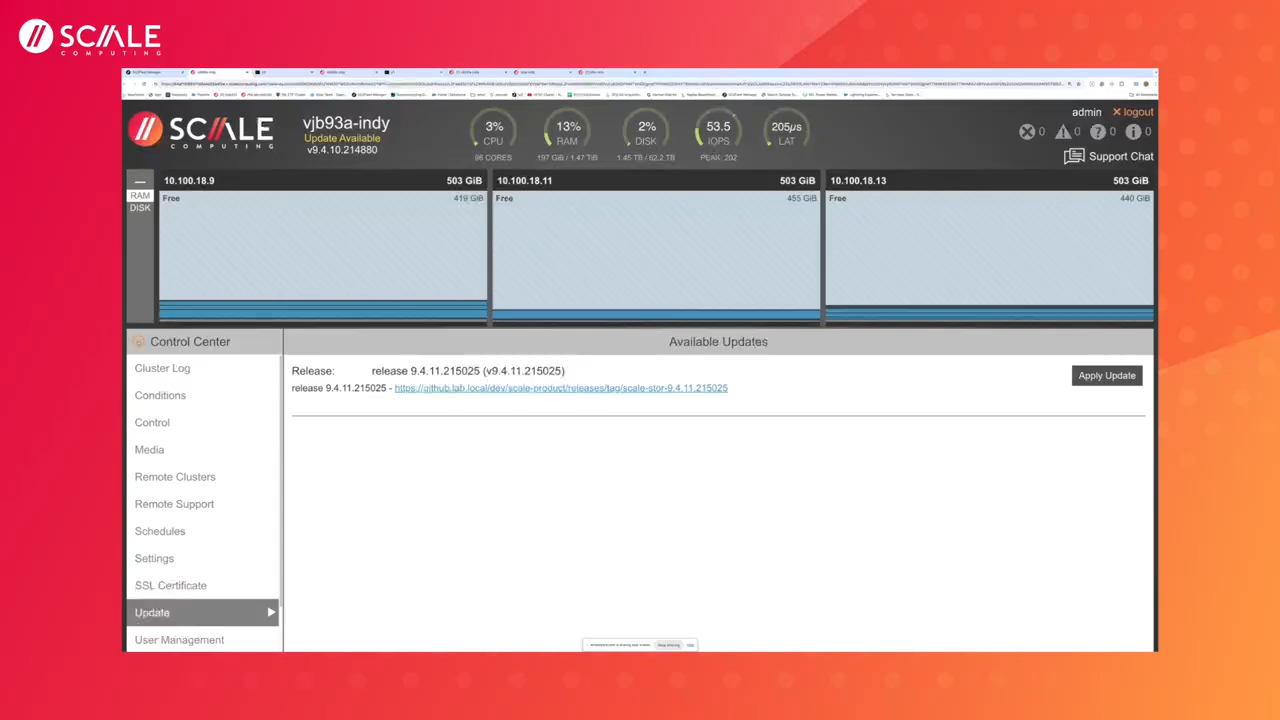 SCALE
COMPUTING
SCALE
COMPUTING
vjb93a-indy
Update Available
v9.4.10.214880
3%
CPU
96 CORES
13%
RAM
197 GiB / 1.47 TiB
2%
DISK
1.45 TB / 62.2 TB
53.5
IOPS
PEAK: 202
205µs
LAT
admin
✕ logout
0 0 0 0
Support Chat
RAM
DISK
10.100.18.9 503 GiB
Free 419 GiB
10.100.18.11 503 GiB
Free 455 GiB
10.100.18.13 503 GiB
Free 440 GiB
Control Center
Cluster Log
Conditions
Control
Media
Remote Clusters
Remote Support
Schedules
Settings
SSL Certificate
Update
User Management
Available Updates
Release: release 9.4.11.215025 (v9.4.11.215025)
release 9.4.11.215025 - https://github.lab.local/dev/scale-product/releases/tag/scale-stor-9.4.11.215025
Apply Update